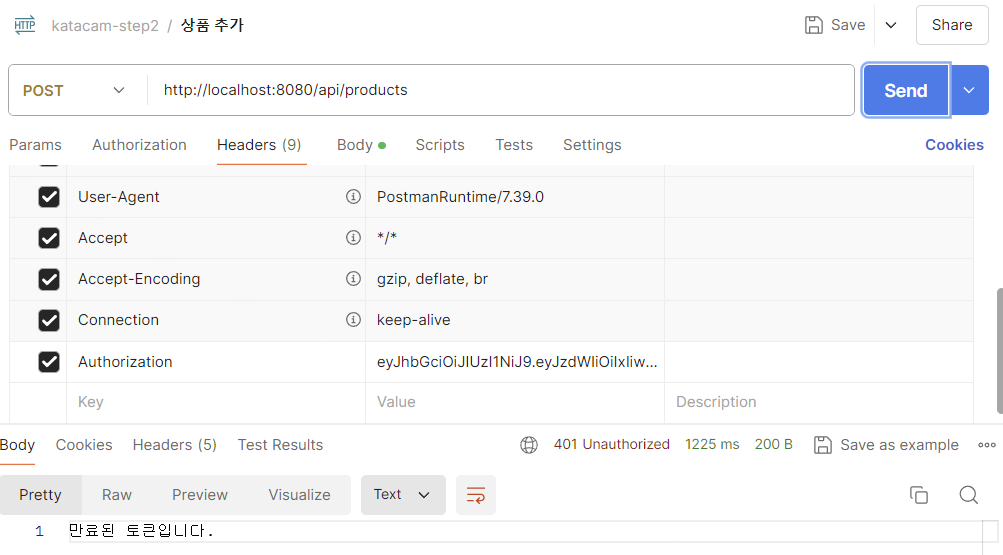 HTTP katacam-step2 / 상품 추가 Save Share
POST http://localhost:8080/api/products Send
Params Authorization Headers (9) Body Scripts Tests Settings Cookies
User-Agent PostmanRuntime/7.39.0
Accept */*
Accept-Encoding gzip, deflate, br
Connection keep-alive
Authorization eyJhbGciOiJIUzI1NiJ9.eyJzdWIiOiIxIiw...
Key Value Description
Body Cookies Headers (5) Test Results 401 Unauthorized 1225 ms 200 B Save as example
Pretty Raw Preview Visualize Text
1 만료된 토큰입니다.